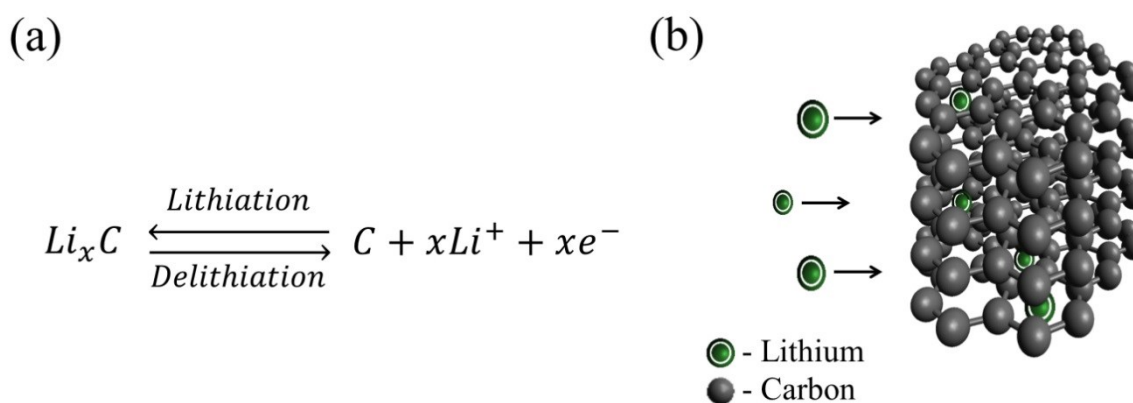 (a)
Lithiation
LiₓC ⇌ C + xLi⁺ + xe⁻
Delithiation
(b)
- Lithium
- Carbon